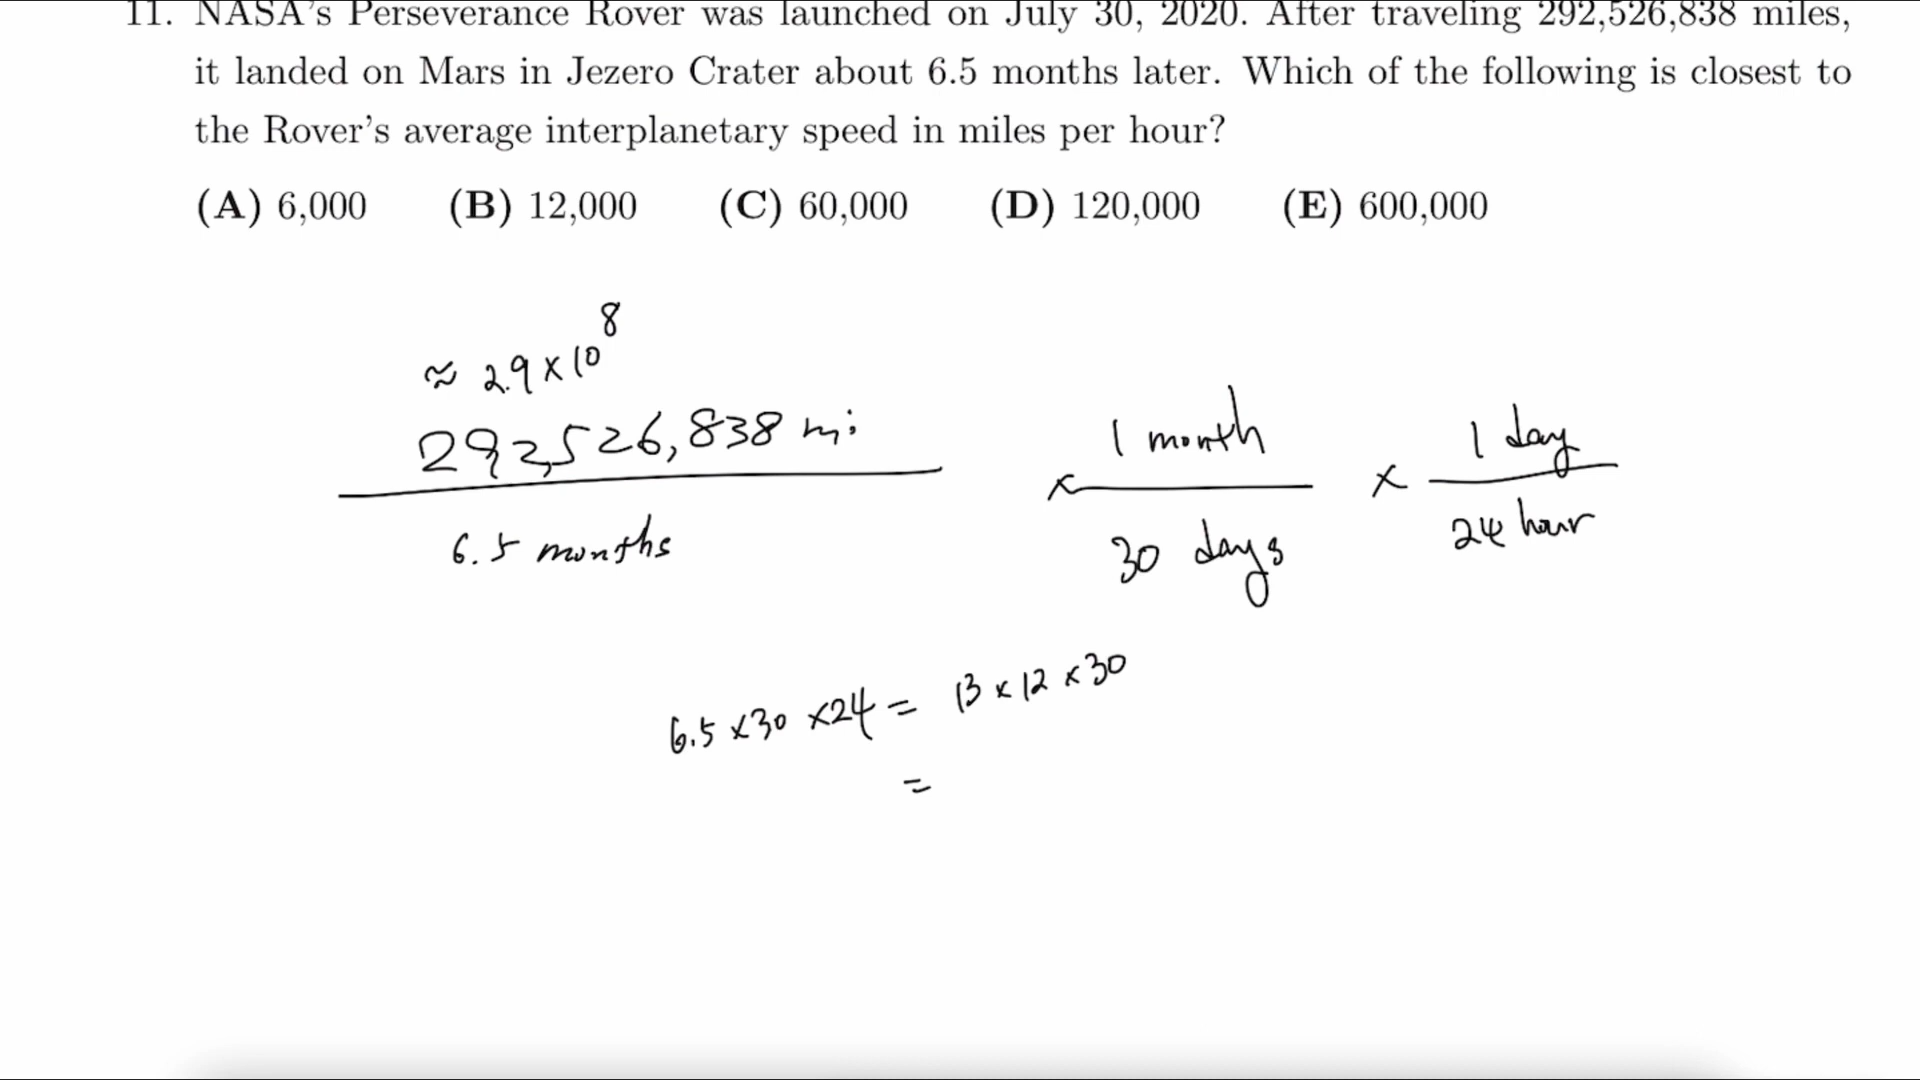 11. NASA's Perseverance Rover was launched on July 30, 2020. After traveling 292,526,838 miles,
it landed on Mars in Jezero Crater about 6.5 months later. Which of the following is closest to
the Rover's average interplanetary speed in miles per hour?
(A) 6,000 (B) 12,000 (C) 60,000 (D) 120,000 (E) 600,000
≈ 2.9 × 10^8
292,526,838 mi
6.5 months
× 1 month
30 days
× 1 day
24 hour
6.5 × 30 × 24 = 13 × 12 × 30
=